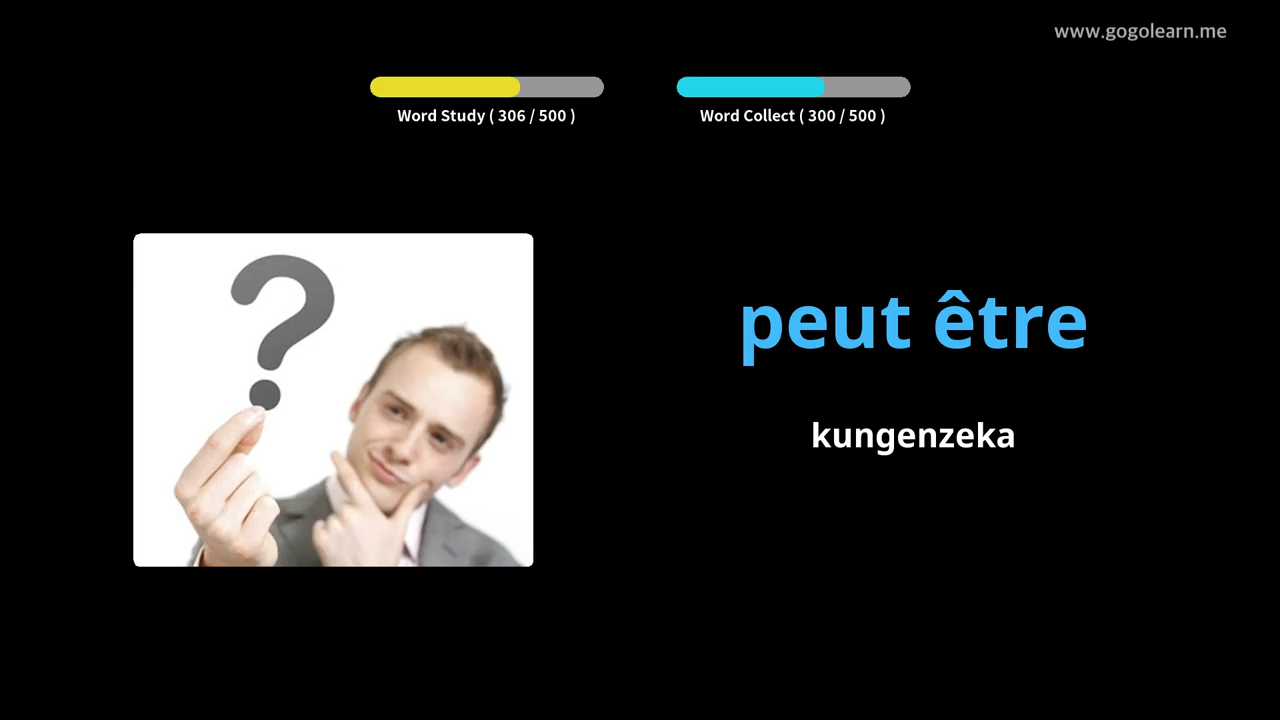 www.gogolearn.me
Word Study ( 306 / 500 )
Word Collect ( 300 / 500 )
?
peut être
kungenzeka